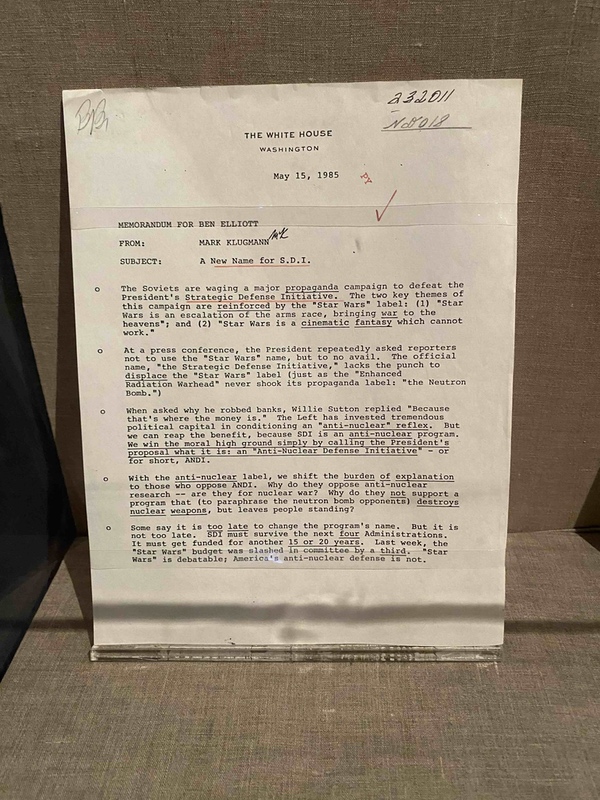 232011
ND018
THE WHITE HOUSE
WASHINGTON
May 15, 1985
MEMORANDUM FOR BEN ELLIOTT
FROM: MARK KLUGMANN MK
SUBJECT: A New Name for S.D.I.
o The Soviets are waging a major propaganda campaign to defeat the
President's Strategic Defense Initiative. The two key themes of
this campaign are reinforced by the "Star Wars" label: (1) "Star
Wars is an escalation of the arms race, bringing war to the
heavens"; and (2) "Star Wars is a cinematic fantasy which cannot
work."
o At a press conference, the President repeatedly asked reporters
not to use the "Star Wars" name, but to no avail. The official
name, "the Strategic Defense Initiative," lacks the punch to
displace the "Star Wars" label (just as the "Enhanced
Radiation Warhead" never shook its propaganda label: "the Neutron
Bomb.")
o When asked why he robbed banks, Willie Sutton replied "Because
that's where the money is." The Left has invested tremendous
political capital in conditioning an "anti-nuclear" reflex. But
we can reap the benefit, because SDI is an anti-nuclear program.
We win the moral high ground simply by calling the President's
proposal what it is: an "Anti-Nuclear Defense Initiative" - or
for short, ANDI.
o With the anti-nuclear label, we shift the burden of explanation
to those who oppose ANDI. Why do they oppose anti-nuclear
research -- are they for nuclear war? Why do they not support a
program that (to paraphrase the neutron bomb opponents) destroys
nuclear weapons, but leaves people standing?
o Some say it is too late to change the program's name. But it is
not too late. SDI must survive the next four Administrations.
It must get funded for another 15 or 20 years. Last week, the
"Star Wars" budget was slashed in committee by a third. "Star
Wars" is debatable; America's anti-nuclear defense is not.